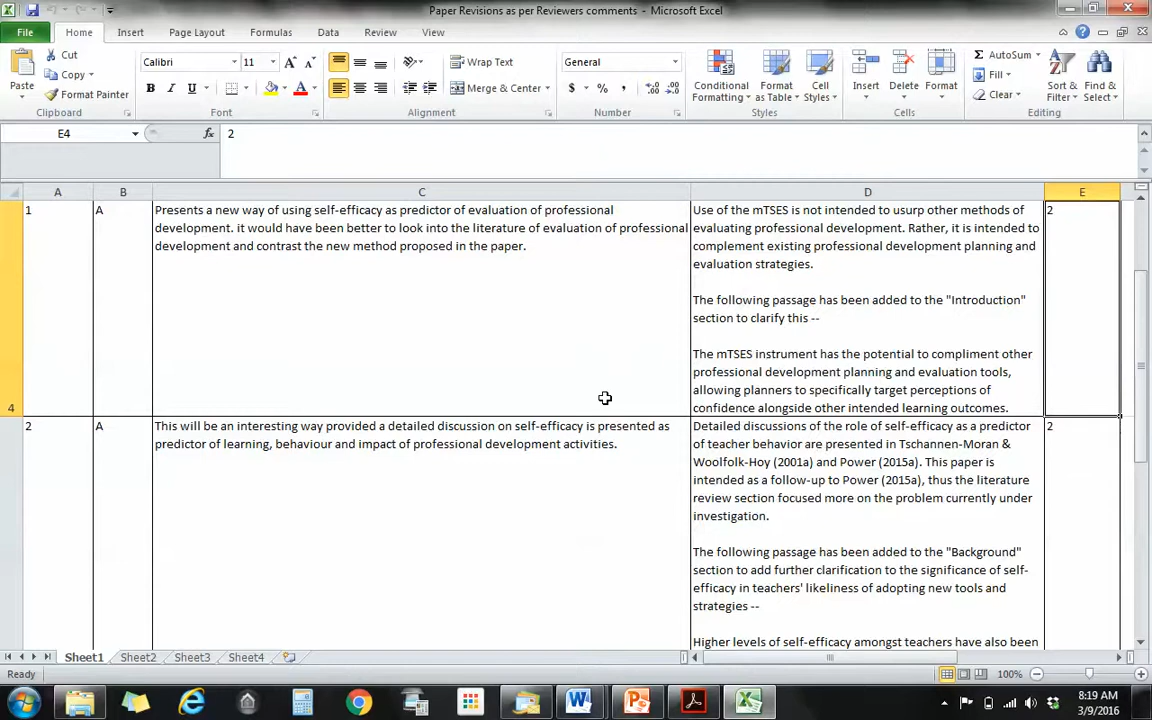 Paper Revisions as per Reviewers comments - Microsoft Excel
File Home Insert Page Layout Formulas Data Review View
Cut
Copy
Format Painter
Paste
Clipboard
Calibri 11
B I U A
Font
Wrap Text
Merge & Center
Alignment
General
$ % ,
Number
Conditional Formatting
Format as Table
Cell Styles
Styles
Insert Delete Format
Cells
AutoSum
Fill
Clear
Sort & Filter
Find & Select
Editing
E4 fx 2
A B C D E
4
1 A
Presents a new way of using self-efficacy as predictor of evaluation of professional
development. it would have been better to look into the literature of evaluation of professional
development and contrast the new method proposed in the paper.
Use of the mTSES is not intended to usurp other methods of
evaluating professional development. Rather, it is intended to
complement existing professional development planning and
evaluation strategies.
The following passage has been added to the "Introduction"
section to clarify this --
The mTSES instrument has the potential to compliment other
professional development planning and evaluation tools,
allowing planners to specifically target perceptions of
confidence alongside other intended learning outcomes.
2
2 A
This will be an interesting way provided a detailed discussion on self-efficacy is presented as
predictor of learning, behaviour and impact of professional development activities.
Detailed discussions of the role of self-efficacy as a predictor
of teacher behavior are presented in Tschannen-Moran &
Woolfolk-Hoy (2001a) and Power (2015a). This paper is
intended as a follow-up to Power (2015a), thus the literature
review section focused more on the problem currently under
investigation.
The following passage has been added to the "Background"
section to add further clarification to the significance of self-
efficacy in teachers' likeliness of adopting new tools and
strategies --
Higher levels of self-efficacy amongst teachers have also been
2
Sheet1 Sheet2 Sheet3 Sheet4
Ready 100%
8:19 AM
3/9/2016